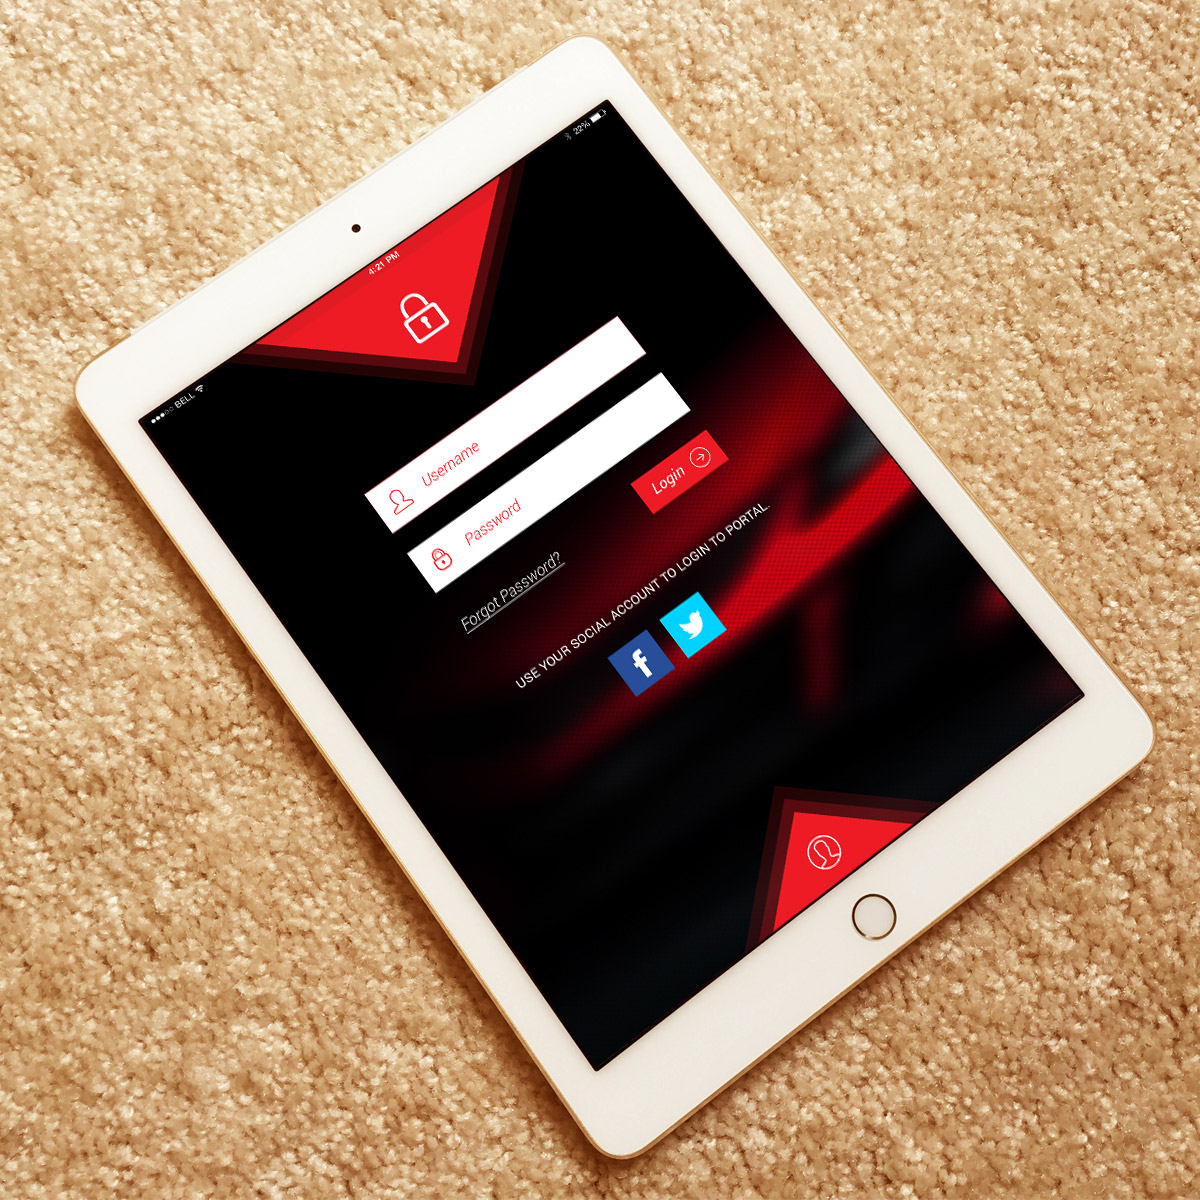 BELL
4:21 PM
22%
Username
Password
Login
Forgot Password?
USE YOUR SOCIAL ACCOUNT TO LOGIN TO PORTAL.
f